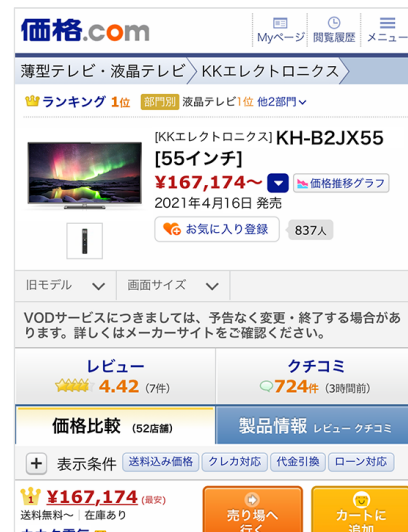 価格.com
Myページ 閲覧履歴 メニュー
薄型テレビ・液晶テレビ KKエレクトロニクス
ランキング 1位 部門別 液晶テレビ1位 他2部門
[KKエレクトロニクス] KH-B2JX55
[55インチ]
¥167,174～ 価格推移グラフ
2021年4月16日 発売
お気に入り登録 837人
旧モデル 画面サイズ
VODサービスにつきましては、予告なく変更・終了する場合があ
ります。詳しくはメーカーサイトをご確認ください。
レビュー クチコミ
4.42 (7件) 724件 (3時間前)
価格比較 (52店舗) 製品情報 レビュー クチコミ
+ 表示条件 送料込み価格 クレカ対応 代金引換 ローン対応
1 ¥167,174 (最安) 売り場へ カートに
送料無料～ 在庫あり 行く 追加